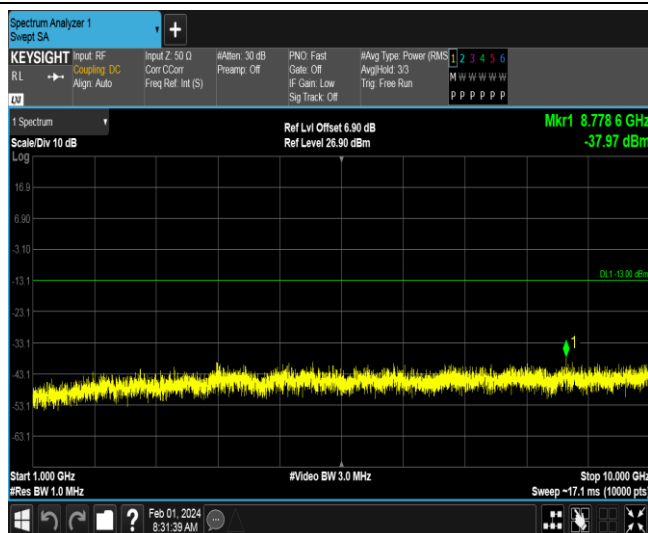 Spectrum Analyzer 1
Swept SA
+
KEYSIGHT
RL
LXI
Input: RF
Coupling: DC
Align: Auto
Input Z: 50 Ω
Corr CCorr
Freq Ref: Int (S)
#Atten: 30 dB
Preamp: Off
PNO: Fast
Gate: Off
IF Gain: Low
Sig Track: Off
#Avg Type: Power (RMS
Avg|Hold: 3/3
Trig: Free Run
1 2 3 4 5 6
M W W W W W
P P P P P P
1 Spectrum
Scale/Div 10 dB
Log
Ref Lvl Offset 6.90 dB
Ref Level 26.90 dBm
Mkr1 8.778 6 GHz
-37.97 dBm
16.9
6.90
-3.10
-13.1
DL1 -13.00 dBm
-23.1
-33.1
1
-43.1
-53.1
-63.1
Start 1.000 GHz
#Res BW 1.0 MHz
#Video BW 3.0 MHz
Stop 10.000 GHz
Sweep ~17.1 ms (10000 pts)
?
Feb 01, 2024
8:31:39 AM